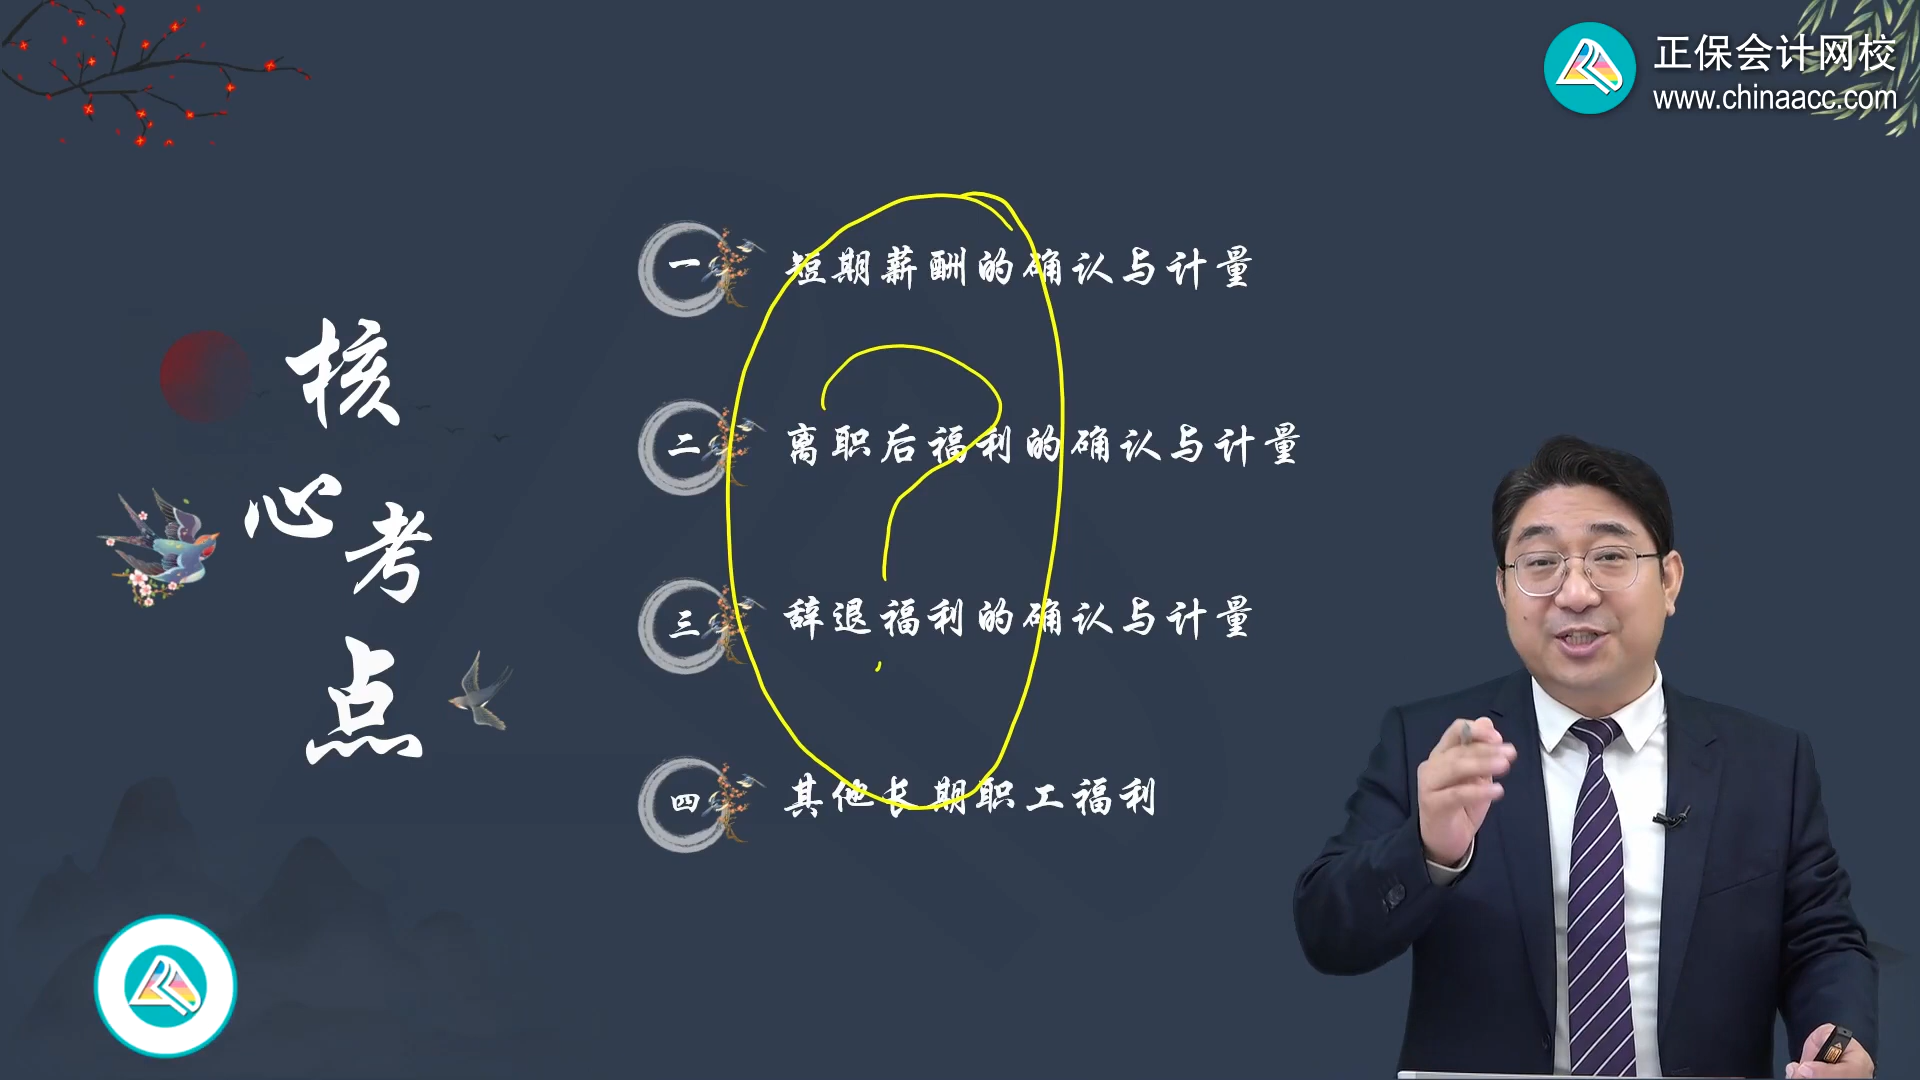 正保会计网校
www.chinaacc.com
核心考点
一 短期薪酬的确认与计量
二 离职后福利的确认与计量
三 辞退福利的确认与计量
四 其他长期职工福利
?